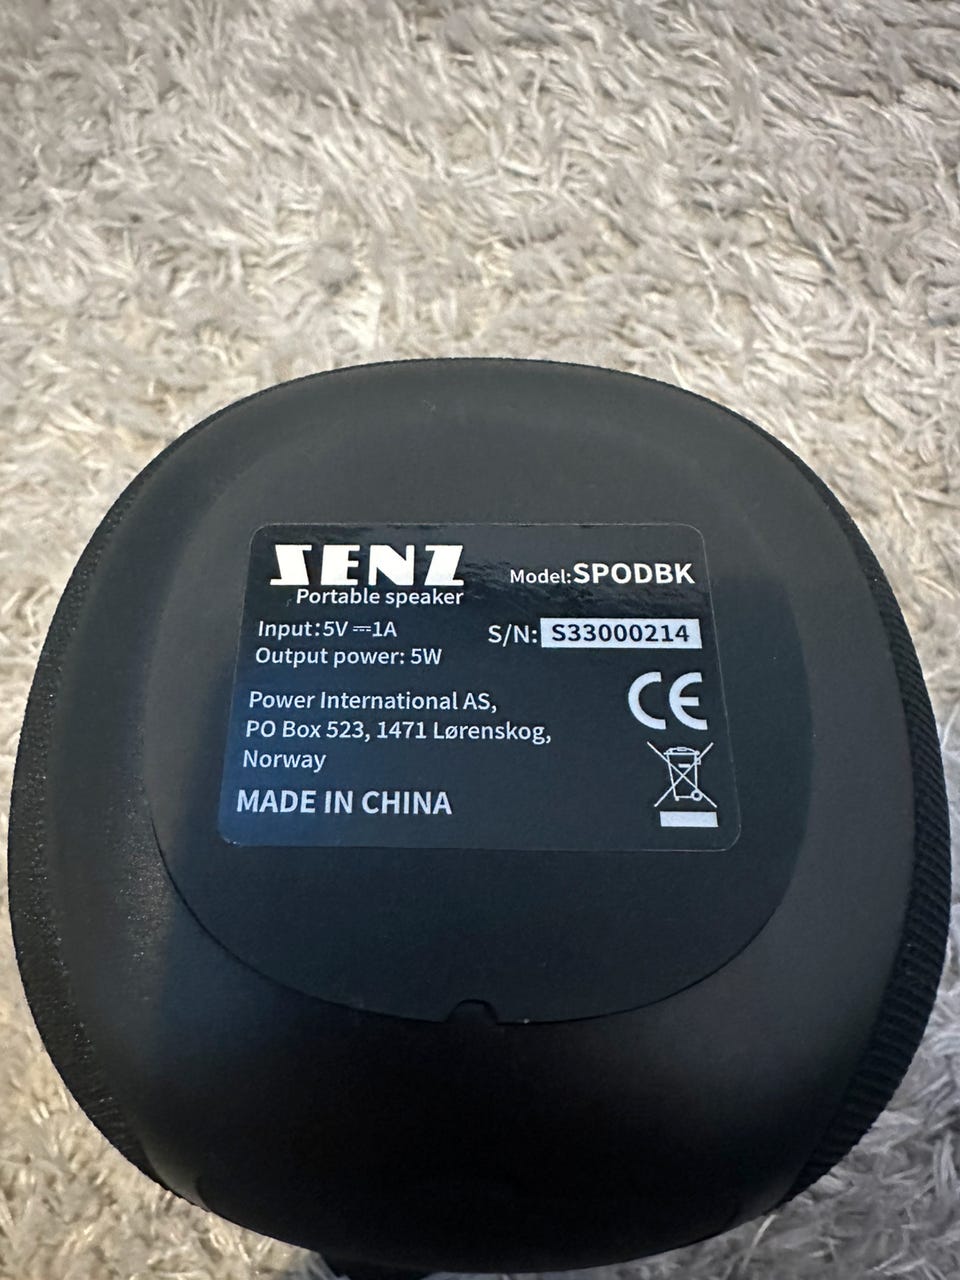 SENZ
Portable speaker
Model:SPODBK
Input:5V ⎓1A
S/N: S33000214
Output power: 5W
Power International AS,
PO Box 523, 1471 Lørenskog,
Norway
MADE IN CHINA
CE